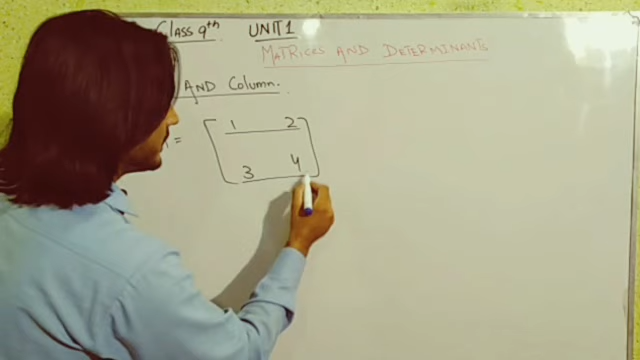 CLASS 9th UNIT 1
MATRICES AND DETERMINANTS
AND Column.
= [ 1 2
3 4 ]